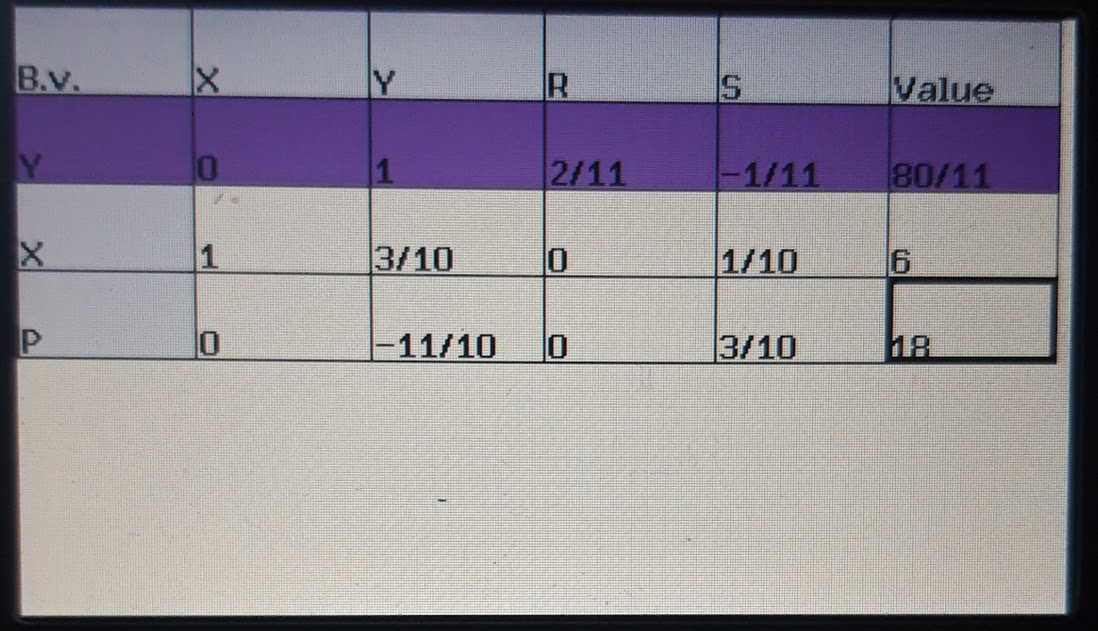 B.V. X Y R S Value
Y 0 1 2/11 -1/11 80/11
X 1 3/10 0 1/10 6
P 0 -11/10 0 3/10 18